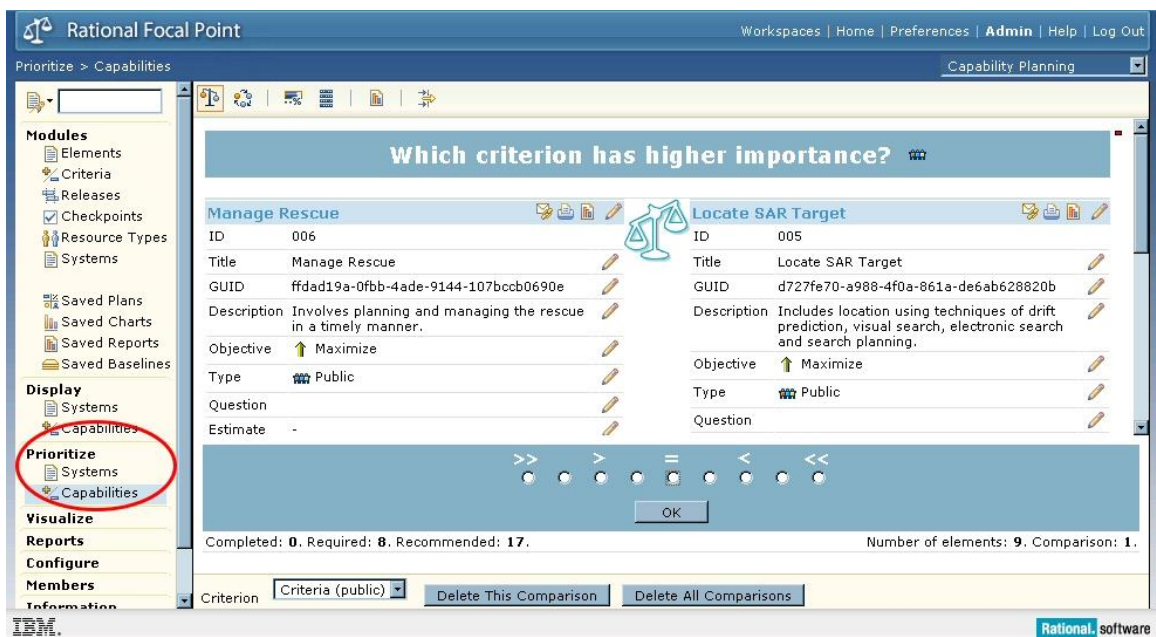 Rational Focal Point
Workspaces | Home | Preferences | Admin | Help | Log Out
Prioritize > Capabilities
Capability Planning
Modules
Elements
Criteria
Releases
Checkpoints
Resource Types
Systems
Saved Plans
Saved Charts
Saved Reports
Saved Baselines
Display
Systems
Capabilities
Prioritize
Systems
Capabilities
Visualize
Reports
Configure
Members
Information
Which criterion has higher importance?
Manage Rescue
ID 006
Title Manage Rescue
GUID ffdad19a-0fbb-4ade-9144-107bccb0690e
Description Involves planning and managing the rescue
in a timely manner.
Objective Maximize
Type Public
Question
Estimate -
Locate SAR Target
ID 005
Title Locate SAR Target
GUID d727fe70-a988-4f0a-861a-de6ab628820b
Description Includes location using techniques of drift
prediction, visual search, electronic search
and search planning.
Objective Maximize
Type Public
Question
>> > = < <<
OK
Completed: 0. Required: 8. Recommended: 17.
Number of elements: 9. Comparison: 1.
Criterion Criteria (public) Delete This Comparison Delete All Comparisons
IBM.
Rational. software